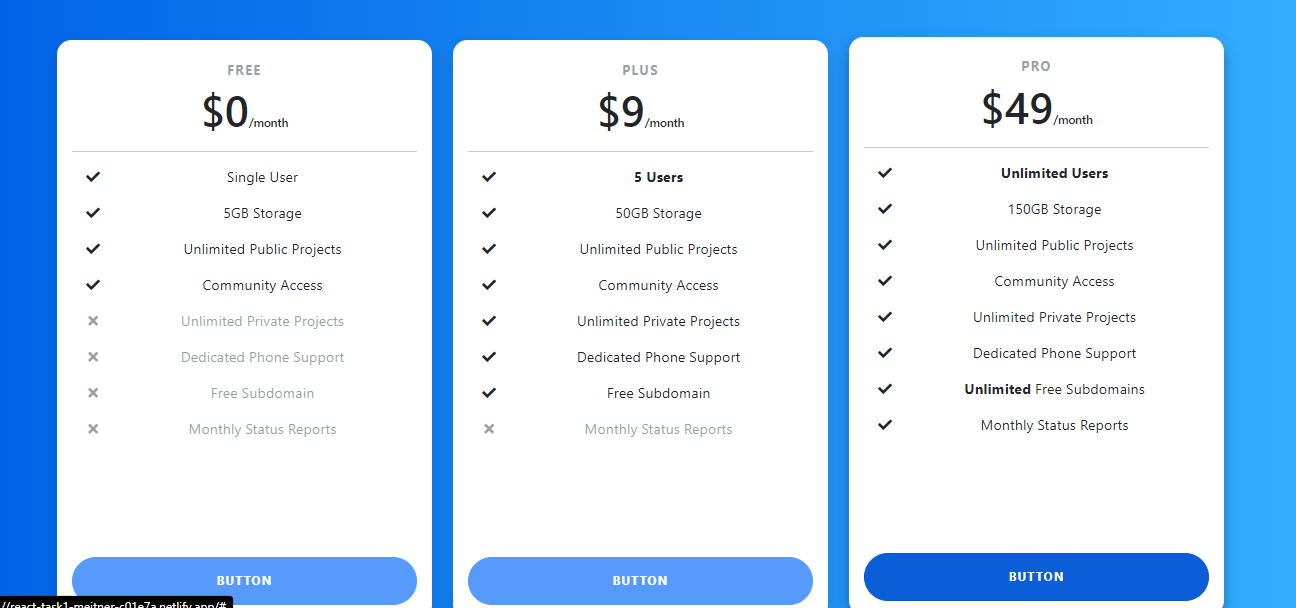 FREE
$0/month
Single User
5GB Storage
Unlimited Public Projects
Community Access
Unlimited Private Projects
Dedicated Phone Support
Free Subdomain
Monthly Status Reports
BUTTON
PLUS
$9/month
5 Users
50GB Storage
Unlimited Public Projects
Community Access
Unlimited Private Projects
Dedicated Phone Support
Free Subdomain
Monthly Status Reports
BUTTON
PRO
$49/month
Unlimited Users
150GB Storage
Unlimited Public Projects
Community Access
Unlimited Private Projects
Dedicated Phone Support
Unlimited Free Subdomains
Monthly Status Reports
BUTTON
//react-task1-meitner-c01e7a.netlify.app/#